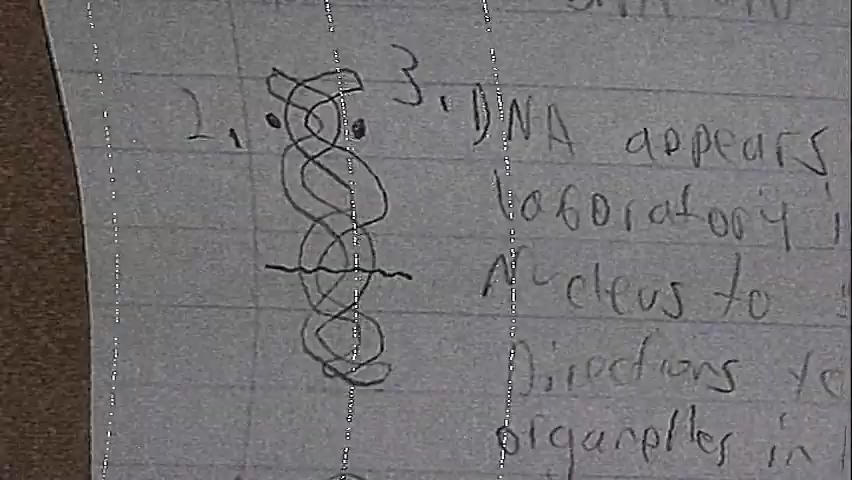 2. 3. DNA appears
laboratory i
Nucleus to
Directions to
organelles in